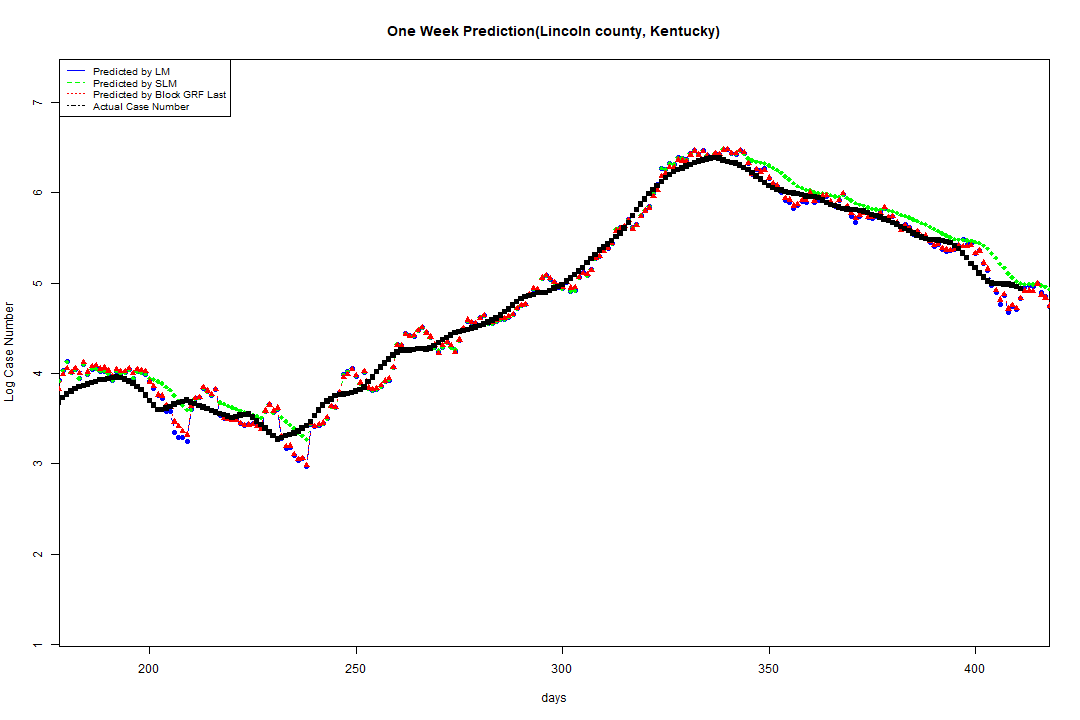 One Week Prediction(Lincoln county, Kentucky)
Predicted by LM
Predicted by SLM
Predicted by Block GRF Last
Actual Case Number
7
6
5
4
3
2
1
Log Case Number
200 250 300 350 400
days